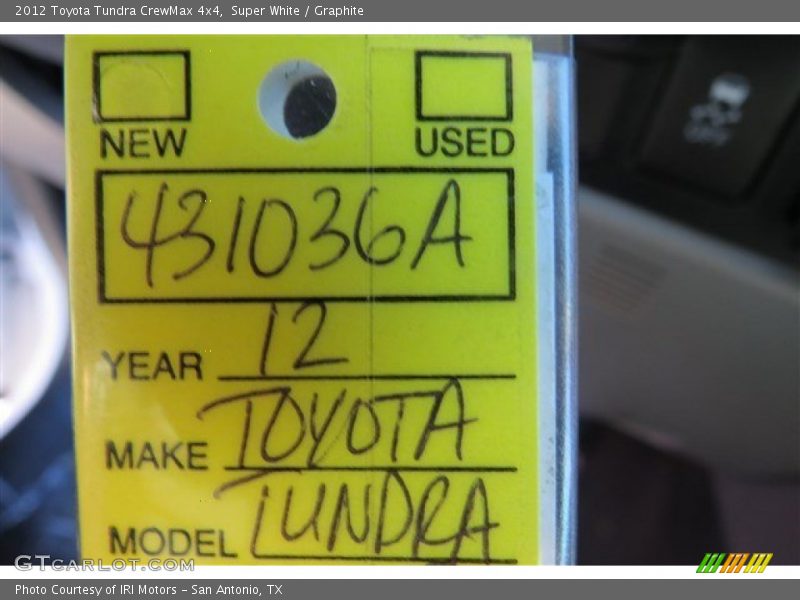 2012 Toyota Tundra CrewMax 4x4, Super White / Graphite
NEW USED
431036A
YEAR 12
MAKE TOYOTA
MODEL TUNDRA
OFF
GTCARLOT.COM
Photo Courtesy of IRI Motors - San Antonio, TX